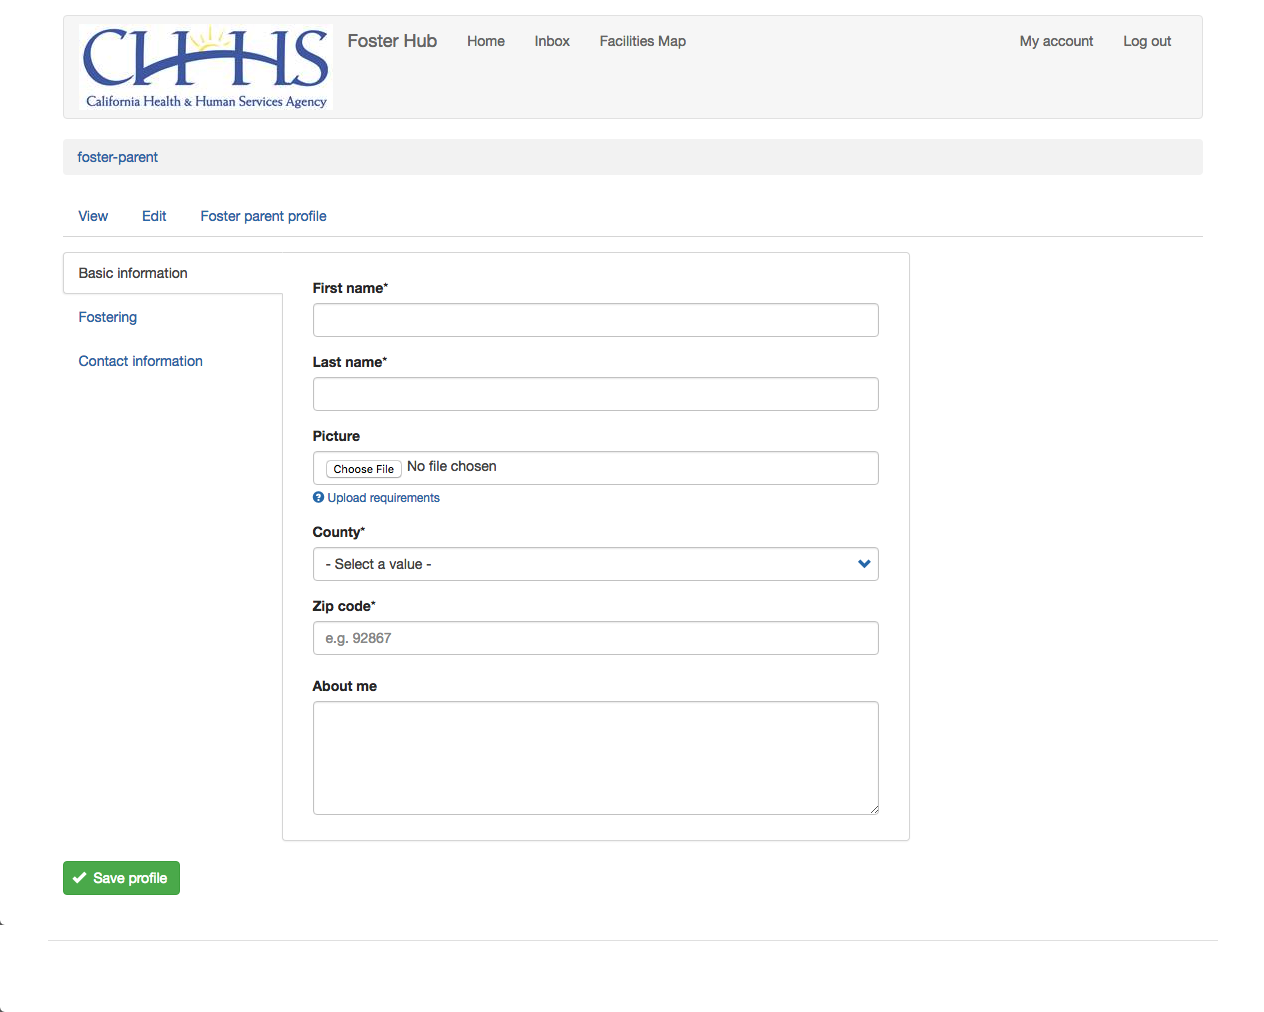 CHHS
California Health & Human Services Agency
Foster Hub Home Inbox Facilities Map My account Log out
foster-parent
View Edit Foster parent profile
Basic information
Fostering
Contact information
First name*
Last name*
Picture
Choose File No file chosen
Upload requirements
County*
- Select a value -
Zip code*
e.g. 92867
About me
Save profile